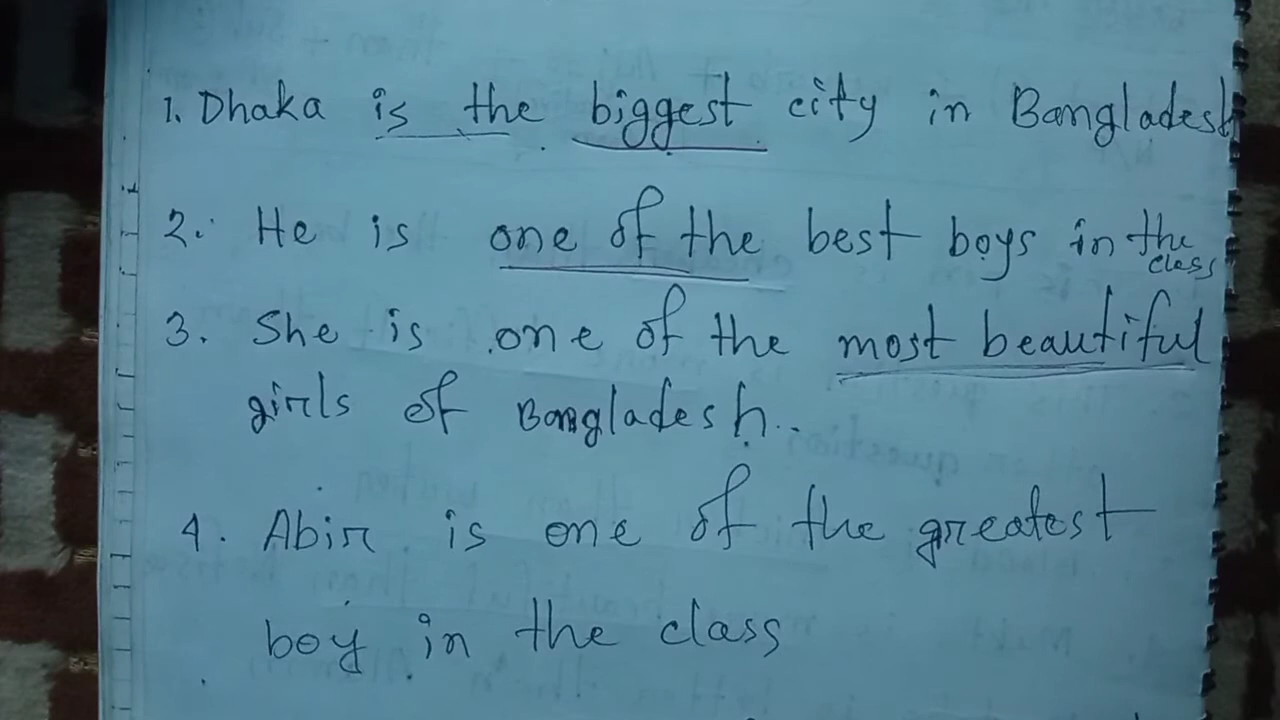 1. Dhaka is the biggest city in Bangladesh
2. He is one of the best boys in the class
3. She is one of the most beautiful
girls of Bangladesh.
4. Abir is one of the greatest
boy in the class